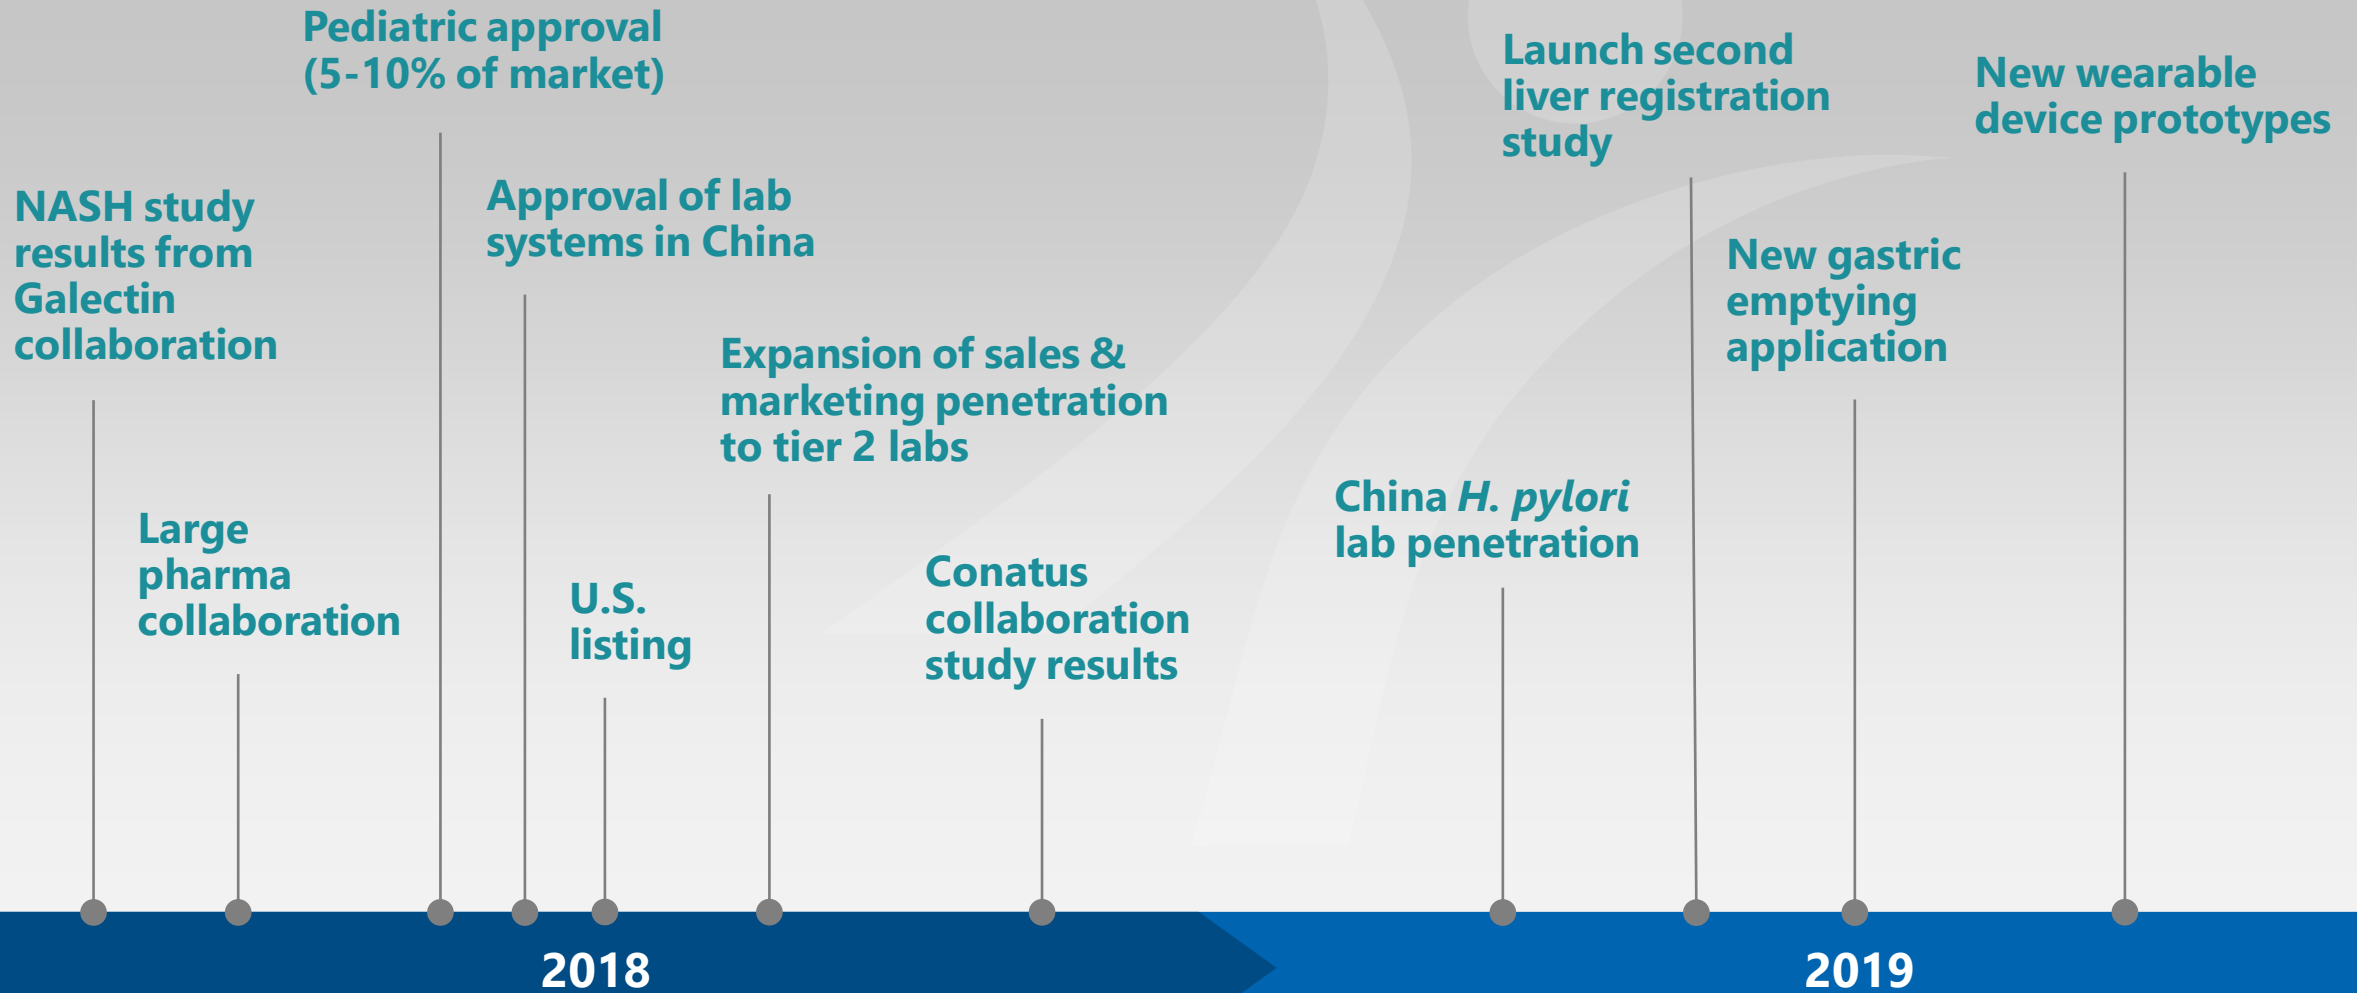 NASH study
results from
Galectin
collaboration
Large
pharma
collaboration
Pediatric approval
(5-10% of market)
Approval of lab
systems in China
U.S.
listing
Expansion of sales &
marketing penetration
to tier 2 labs
Conatus
collaboration
study results
China H. pylori
lab penetration
Launch second
liver registration
study
New gastric
emptying
application
New wearable
device prototypes
2018
2019